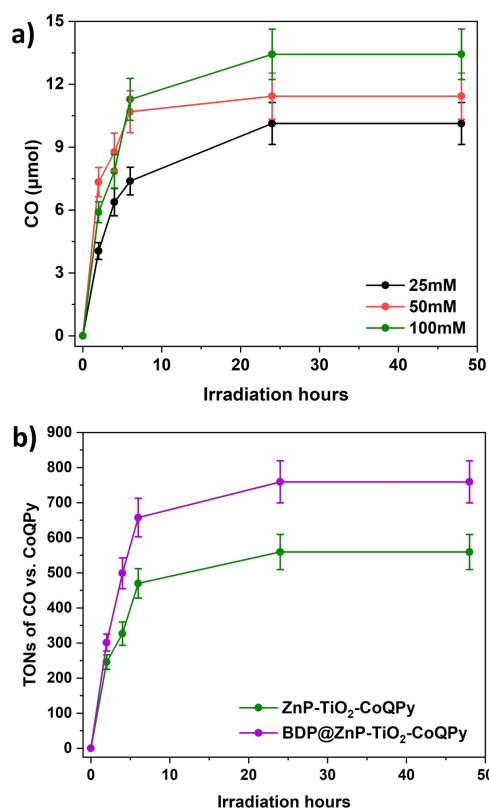 a)
CO (μmol)
15
12
9
6
3
0
25mM
50mM
100mM
0 10 20 30 40 50
Irradiation hours
b)
TONs of CO vs. CoQPy
900
800
700
600
500
400
300
200
100
0
ZnP-TiO₂-CoQPy
BDP@ZnP-TiO₂-CoQPy
0 10 20 30 40 50
Irradiation hours